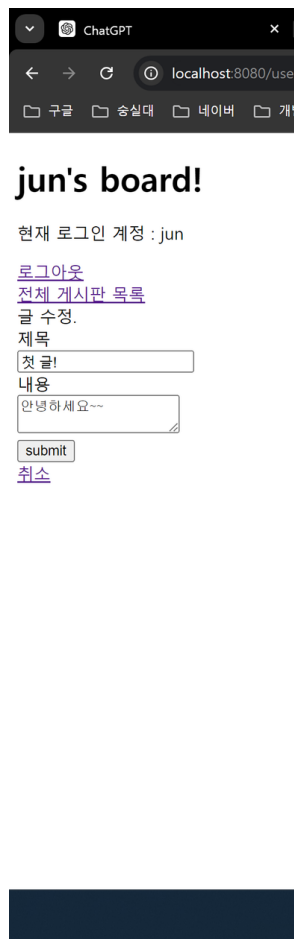 ChatGPT
localhost:8080/use
구글 숭실대 네이버
jun's board!
현재 로그인 계정 : jun
로그아웃
전체 게시판 목록
글 수정.
제목
첫 글!
내용
안녕하세요~~
submit
취소